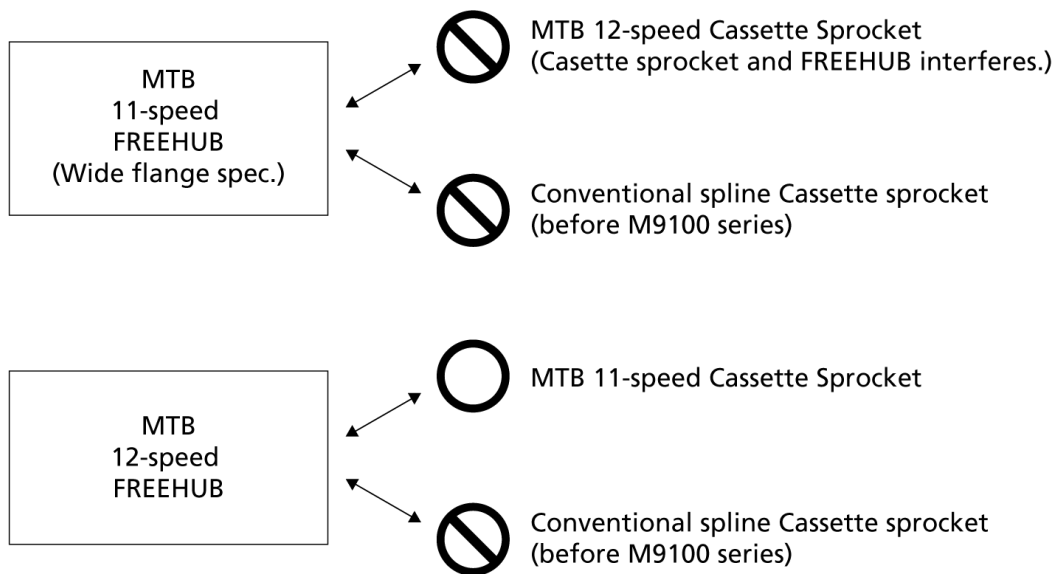 MTB
11-speed
FREEHUB
(Wide flange spec.)
MTB 12-speed Cassette Sprocket
(Casette sprocket and FREEHUB interferes.)
Conventional spline Cassette sprocket
(before M9100 series)
MTB
12-speed
FREEHUB
MTB 11-speed Cassette Sprocket
Conventional spline Cassette sprocket
(before M9100 series)